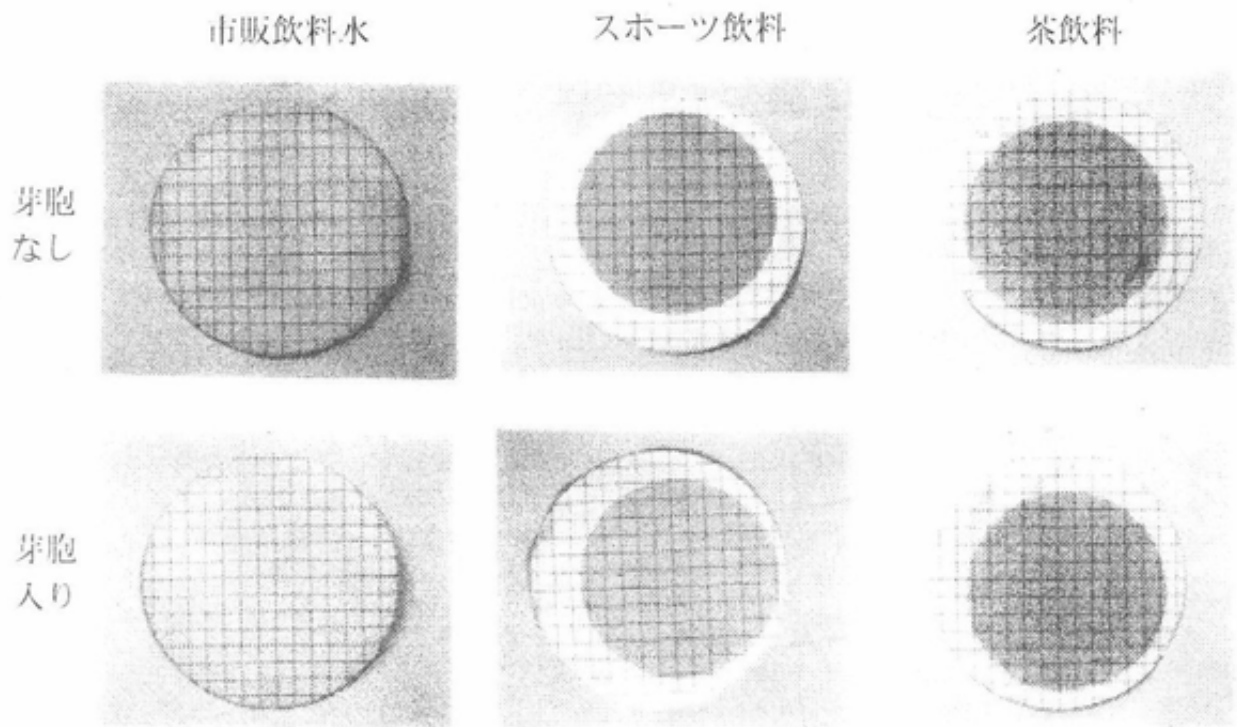 市販飲料水
スポーツ飲料
茶飲料
芽胞
なし
芽胞
入り